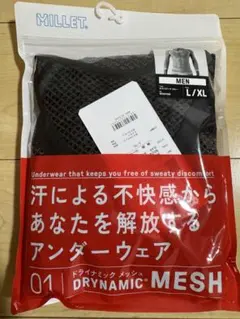 MILLET.
MEN
L/XL
Underwear that keeps you free of sweaty discomfort
汗による不快感から
あなたを解放する
アンダーウェア
01
ドライナミック メッシュ
DRYNAMIC™ MESH